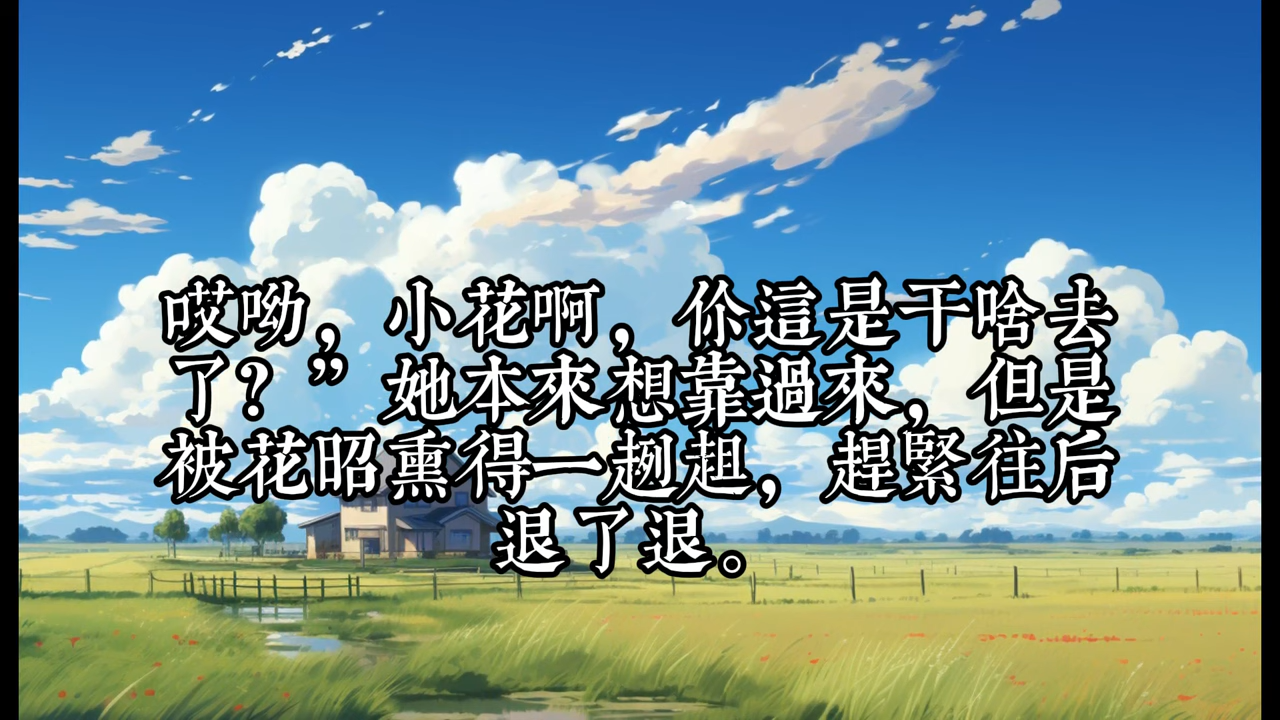 哎呦，小花啊，你這是干啥去
了？”她本來想靠過來，但是
被花昭熏得一趔趄，趕緊往后
退了退。